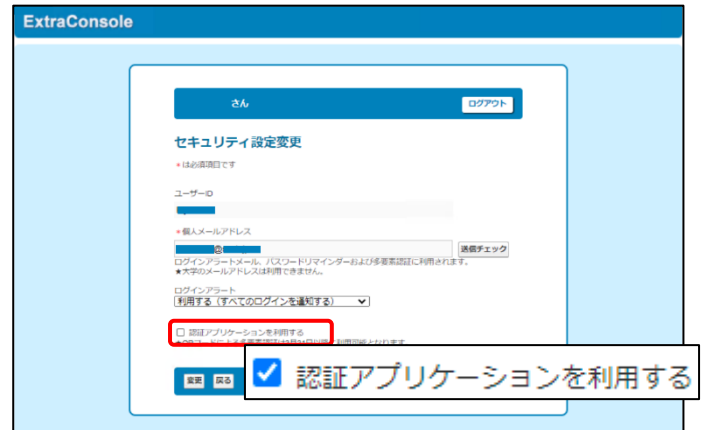 ExtraConsole
さん
ログアウト
セキュリティ設定変更
* は必須項目です
ユーザーID
* 個人メールアドレス
@
送信チェック
ログインアラートメール、パスワードリマインダーおよび多要素認証に利用されます。
★大学のメールアドレスは利用できません。
ログインアラート
利用する（すべてのログインを通知する）
認証アプリケーションを利用する
変更 戻る
認証アプリケーションを利用する